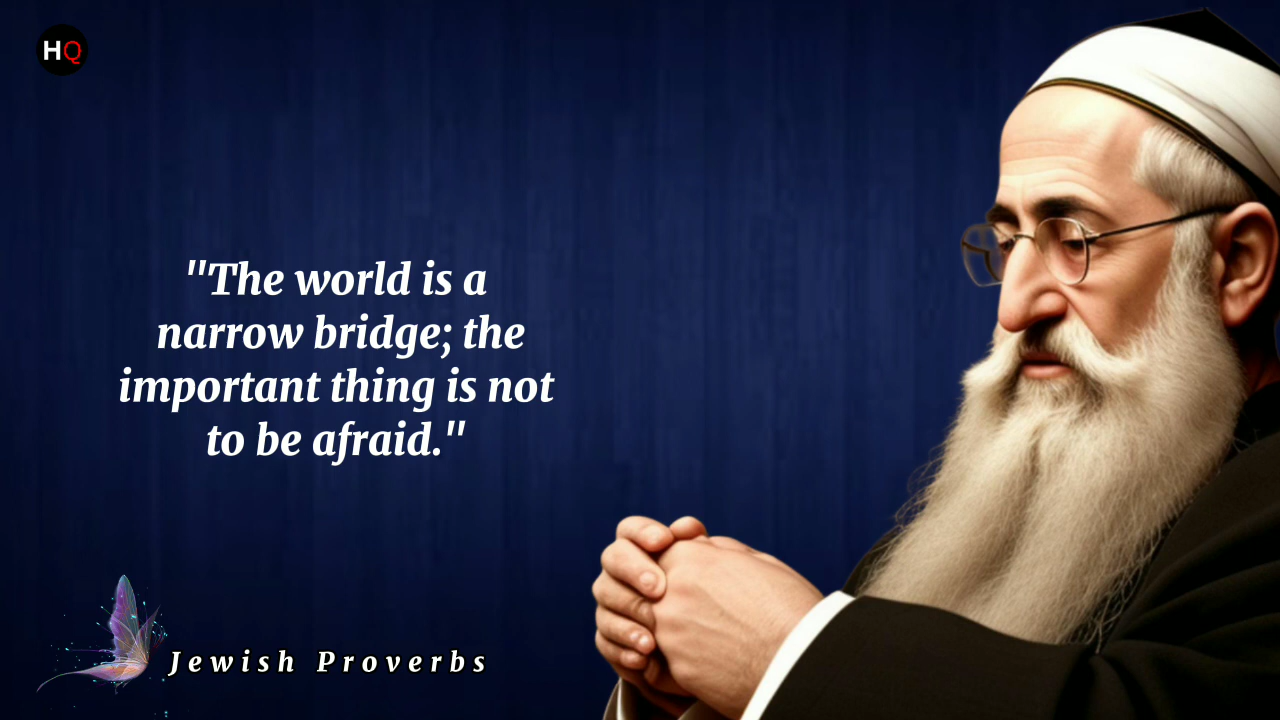 HQ
"The world is a
narrow bridge; the
important thing is not
to be afraid."
Jewish Proverbs